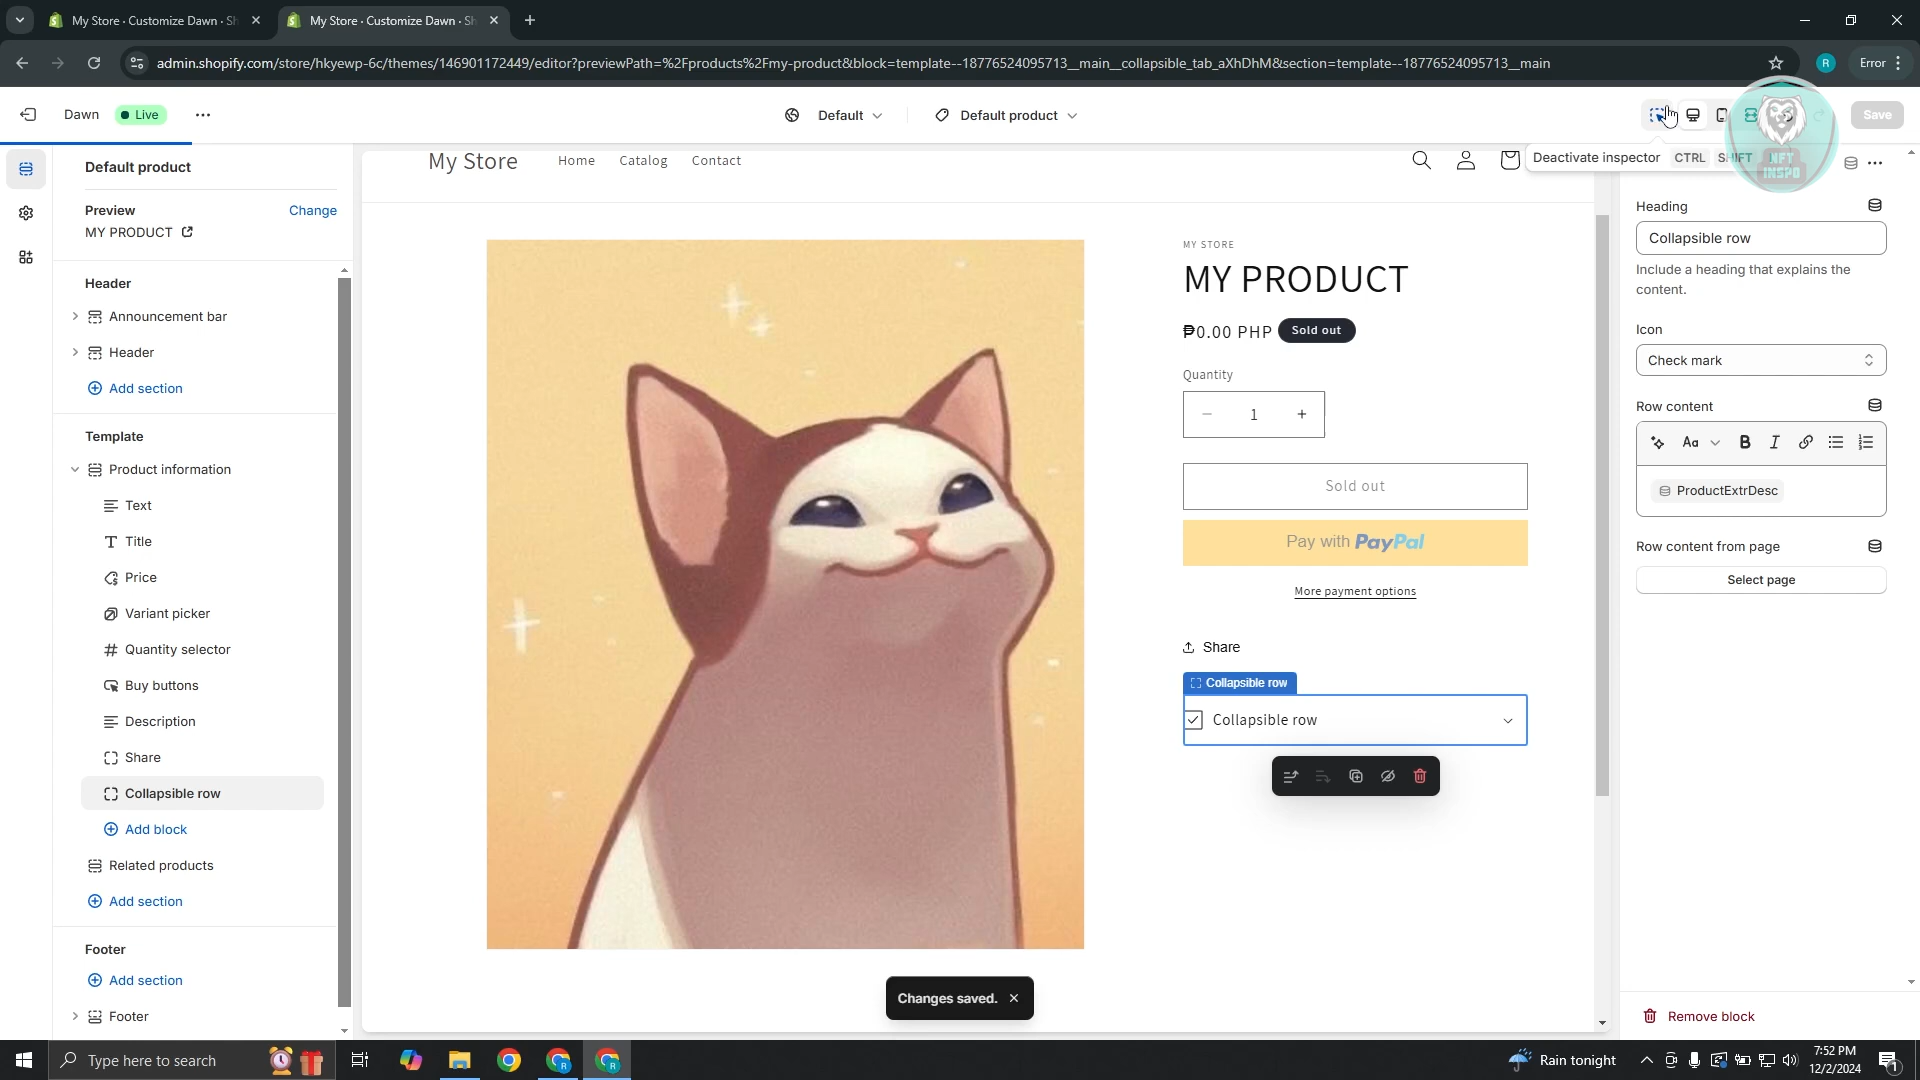 My Store · Customize Dawn · Sh
My Store · Customize Dawn · Sh
admin.shopify.com/store/hkyewp-6c/themes/146901172449/editor?previewPath=%2Fproducts%2Fmy-product&block=template--18776524095713__main__collapsible_tab_aXhDhM&section=template--18776524095713__main
R
Error
Dawn
Live
Default
Default product
Save
Deactivate inspector CTRL SHIFT
NFT
INSPO
Default product
Preview
Change
MY PRODUCT
Header
Announcement bar
Header
Add section
Template
Product information
Text
Title
Price
Variant picker
Quantity selector
Buy buttons
Description
Share
Collapsible row
Add block
Related products
Add section
Footer
Add section
Footer
My Store
Home
Catalog
Contact
MY STORE
MY PRODUCT
₱0.00 PHP
Sold out
Quantity
1
Sold out
Pay with PayPal
More payment options
Share
Collapsible row
Collapsible row
Changes saved.
Heading
Collapsible row
Include a heading that explains the
content.
Icon
Check mark
Row content
Aa
B
I
ProductExtrDesc
Row content from page
Select page
Remove block
Type here to search
R
R
Rain tonight
7:52 PM
12/2/2024
1